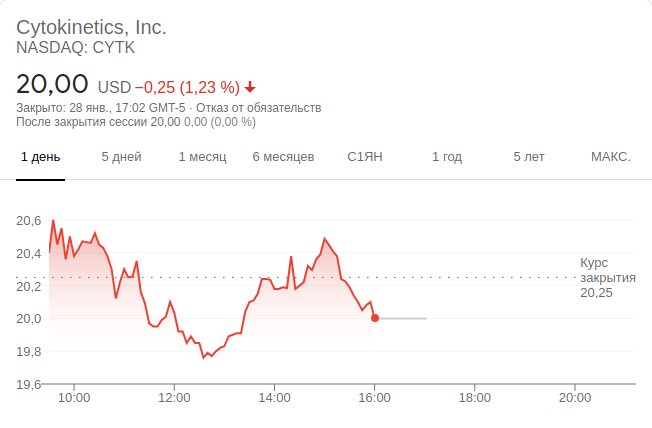 Cytokinetics, Inc.
NASDAQ: CYTK
20,00 USD −0,25 (1,23 %)
Закрыто: 28 янв., 17:02 GMT-5 · Отказ от обязательств
После закрытия сессии 20,00 0,00 (0,00 %)
1 день 5 дней 1 месяц 6 месяцев С1ЯН 1 год 5 лет МАКС.
20,6
20,4
Курс
закрытия
20,25
20,2
20,0
19,8
19,6
10:00 12:00 14:00 16:00 18:00 20:00